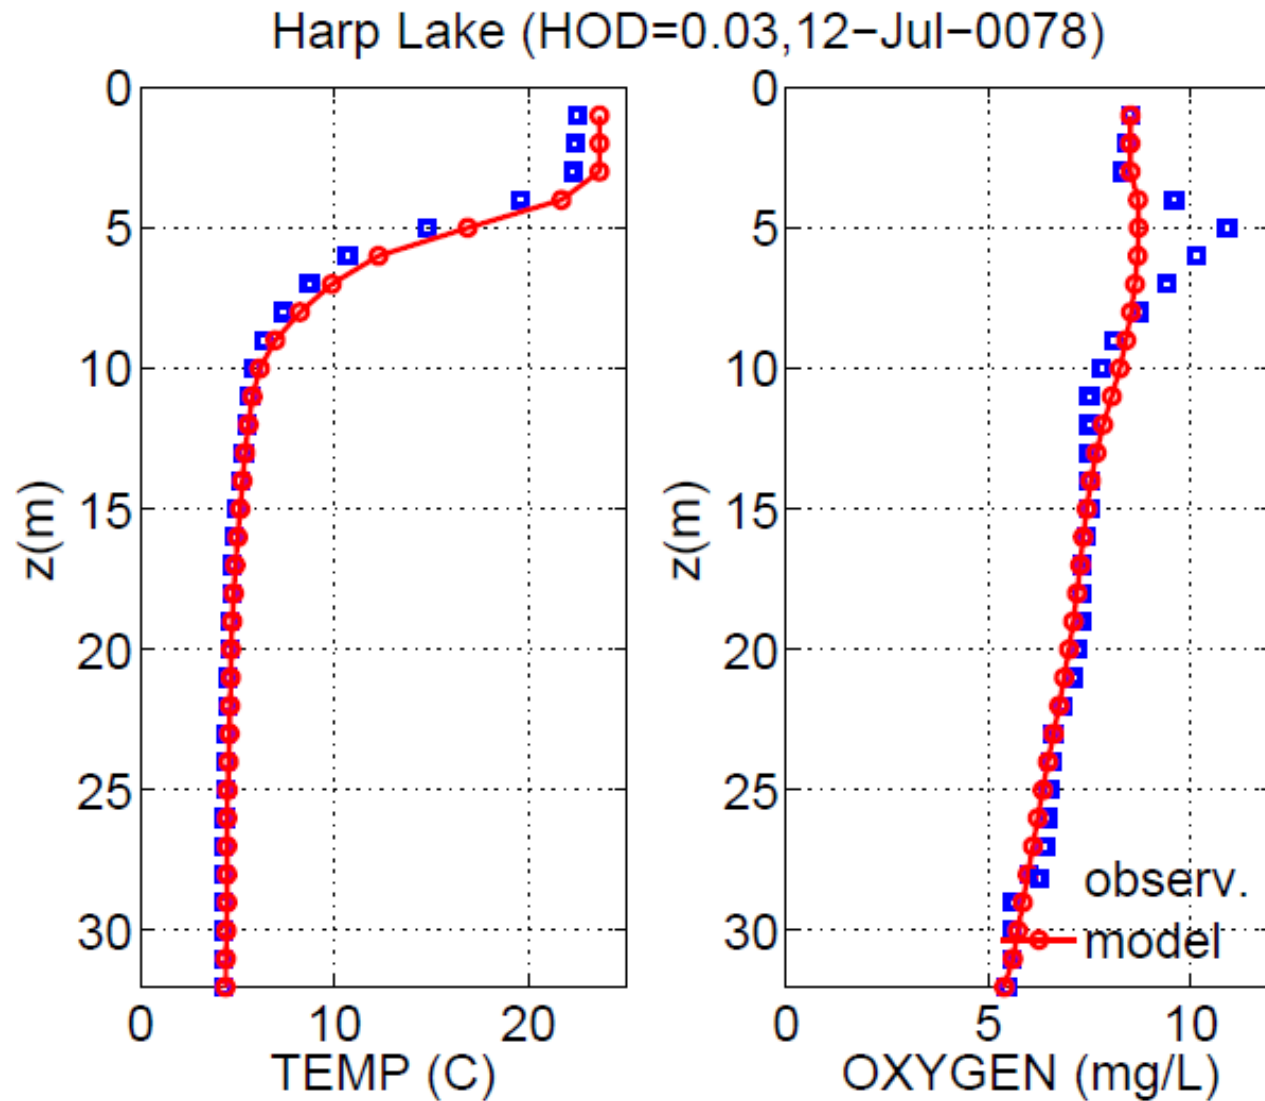 Harp Lake (HOD=0.03,12−Jul−0078)
0
5
10
15
20
25
30
z(m)
0 10 20
TEMP (C)
0
5
10
15
20
25
30
z(m)
observ.
model
0 5 10
OXYGEN (mg/L)